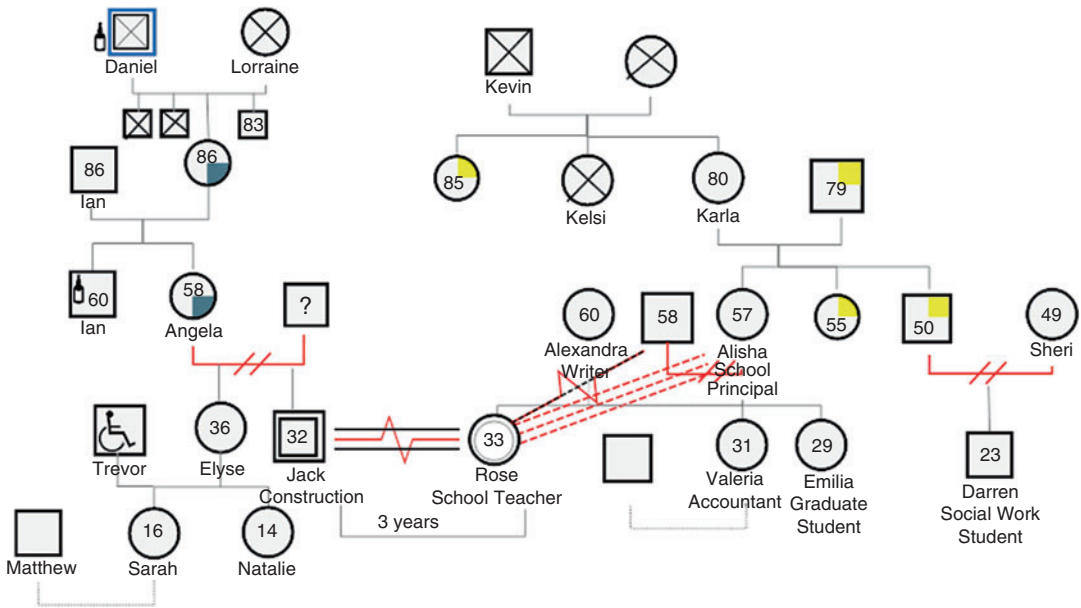 Daniel
Lorraine
Kevin
83
86
Ian
86
85
Kelsi
80
Karla
79
60
Ian
58
Angela
?
60
Alexandra
Writer
58
57
Alisha
School
Principal
55
50
49
Sheri
Trevor
36
Elyse
32
Jack
Construction
33
Rose
School Teacher
3 years
31
Valeria
Accountant
29
Emilia
Graduate
Student
23
Darren
Social Work
Student
Matthew
16
Sarah
14
Natalie